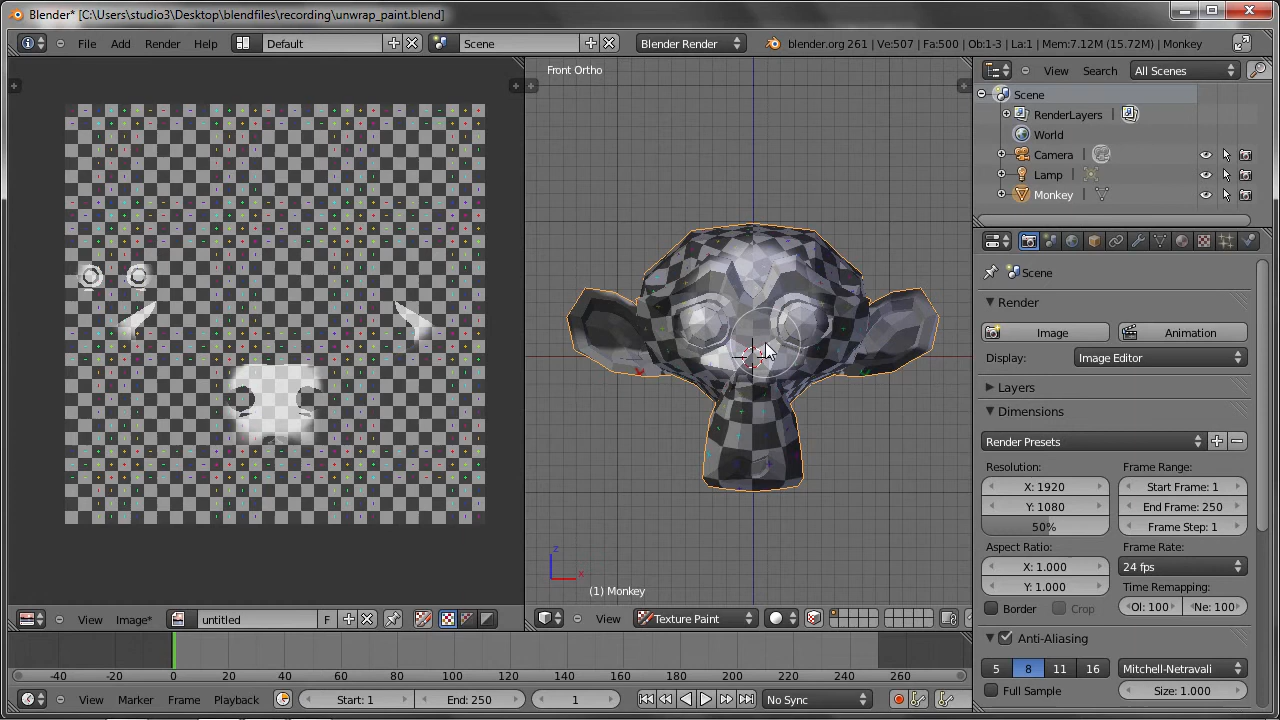 Blender* [C:\Users\studio3\Desktop\blendfiles\recording\unwrap_paint.blend]
File Add Render Help Default Scene Blender Render blender.org 261 | Ve:507 | Fa:500 | Ob:1-3 | La:1 | Mem:7.12M (15.72M) | Monkey
Front Ortho
View Search All Scenes
Scene
RenderLayers
World
Camera
Lamp
Monkey
Scene
Render
Image Animation
Display: Image Editor
Layers
Dimensions
Render Presets
Resolution: Frame Range:
X: 1920 Start Frame: 1
Y: 1080 End Frame: 250
50% Frame Step: 1
Aspect Ratio: Frame Rate:
X: 1.000 24 fps
Y: 1.000 Time Remapping:
Border Crop Ol: 100 Ne: 100
Anti-Aliasing
5 8 11 16 Mitchell-Netravali
Full Sample Size: 1.000
z
x
(1) Monkey
View Image* untitled F
View Texture Paint
-40 -20 0 20 40 60 80 100 120 140 160 180 200 220 240 260
View Marker Frame Playback Start: 1 End: 250 1 No Sync